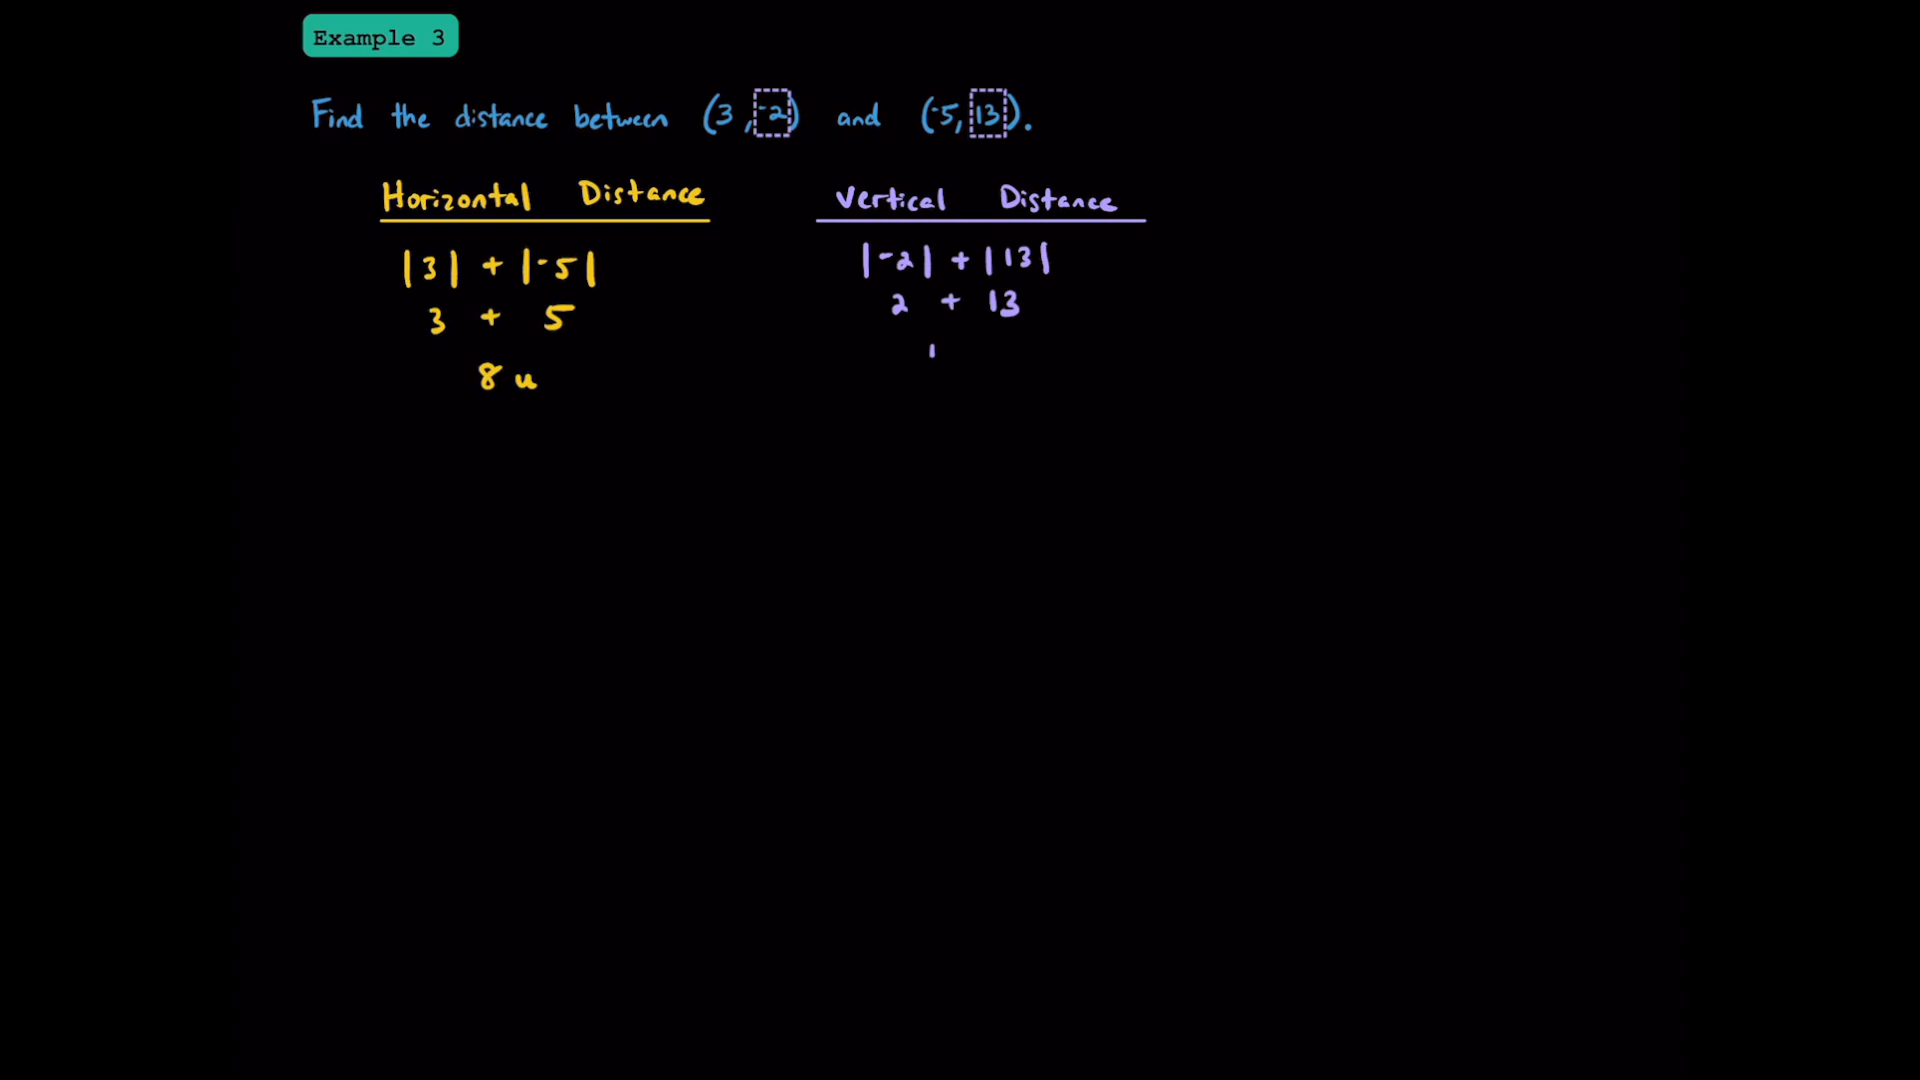 Example 3
Find the distance between (3, -2) and (-5, 13).
Horizontal Distance
|3| + |-5|
3 + 5
8 u
Vertical Distance
|-2| + |13|
2 + 13
1